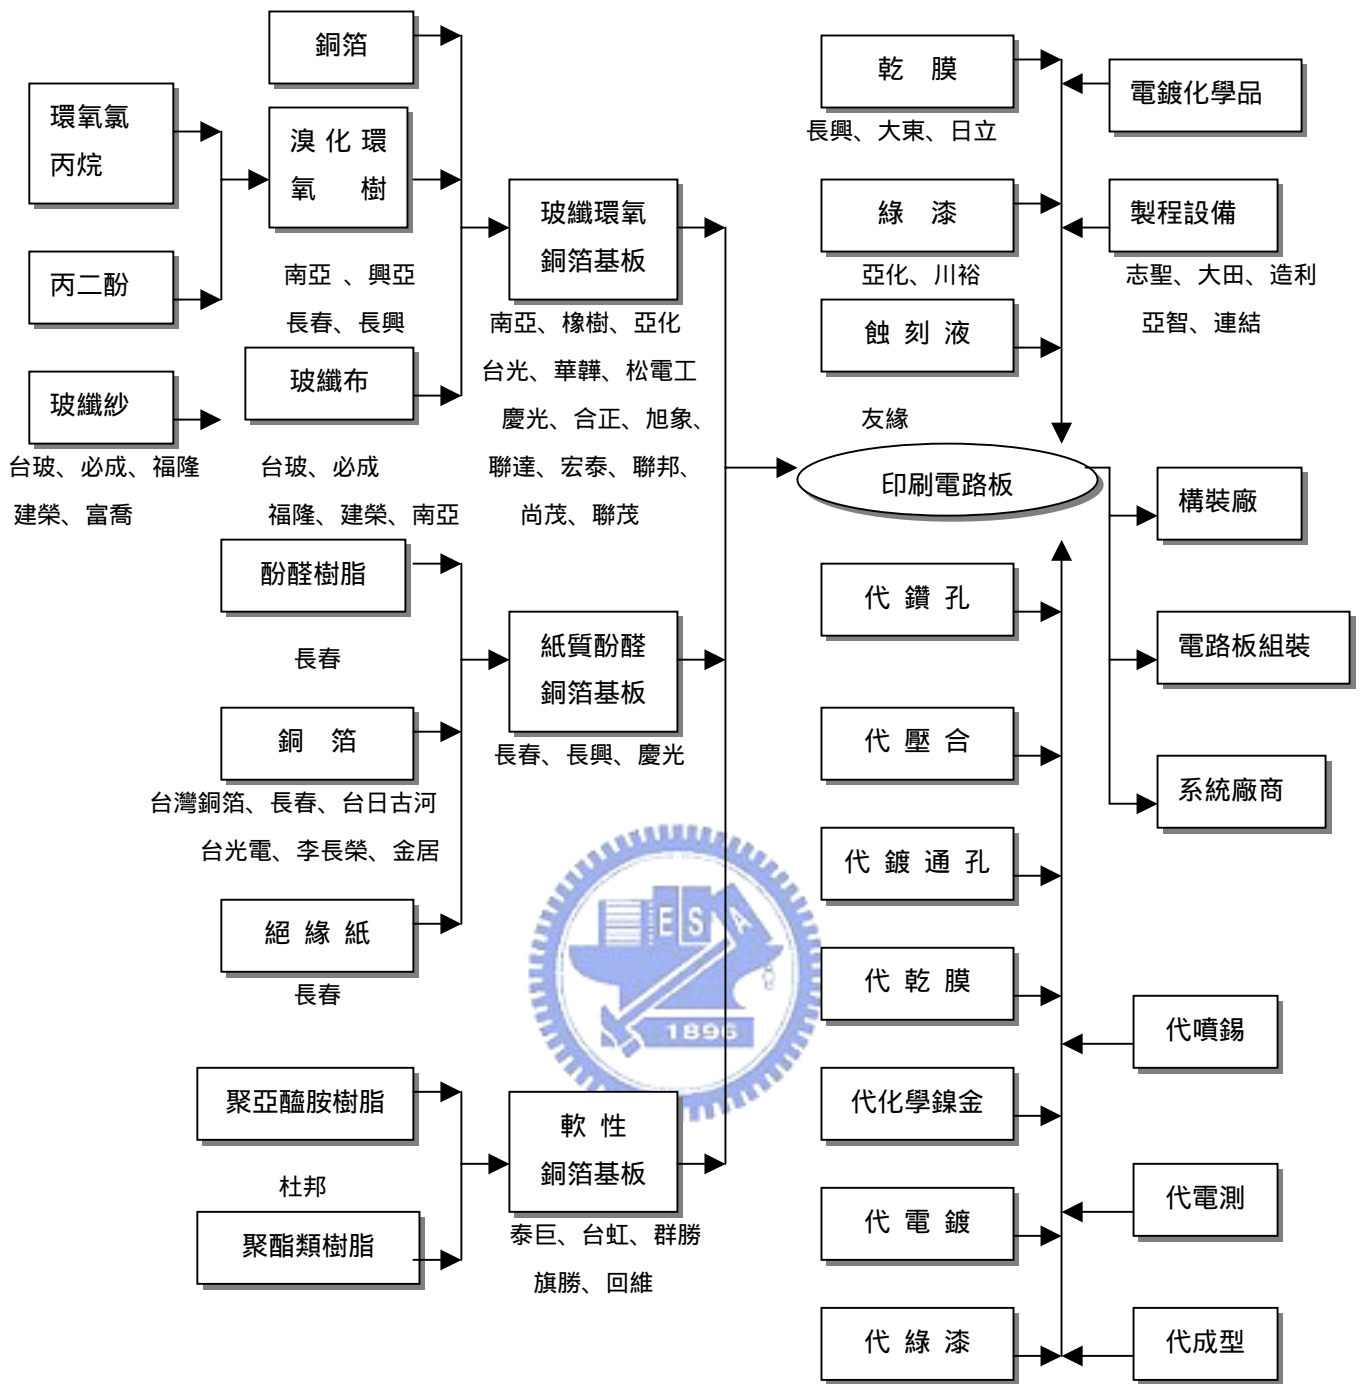 銅箔
環氧氯
丙烷
溴化環
氧 樹
丙二酚
南亞 、興亞
長春、長興
玻纖紗
台玻、必成、福隆
建榮、富喬
玻纖布
台玻、必成
福隆、建榮、南亞
玻纖環氧
銅箔基板
南亞、橡樹、亞化
台光、華韡、松電工
慶光、合正、旭象、
聯達、宏泰、聯邦、
尚茂、聯茂
酚醛樹脂
長春
銅 箔
台灣銅箔、長春、台日古河
台光電、李長榮、金居
絕緣紙
長春
紙質酚醛
銅箔基板
長春、長興、慶光
聚亞醯胺樹脂
杜邦
聚酯類樹脂
軟 性
銅箔基板
泰巨、台虹、群勝
旗勝、回維
ESA
1896
乾 膜
長興、大東、日立
電鍍化學品
綠 漆
亞化、川裕
製程設備
志聖、大田、造利
亞智、連結
蝕刻液
友緣
印刷電路板
構裝廠
電路板組裝
系統廠商
代鑽孔
代壓合
代鍍通孔
代乾膜
代噴錫
代化學鎳金
代電測
代電鍍
代綠漆
代成型